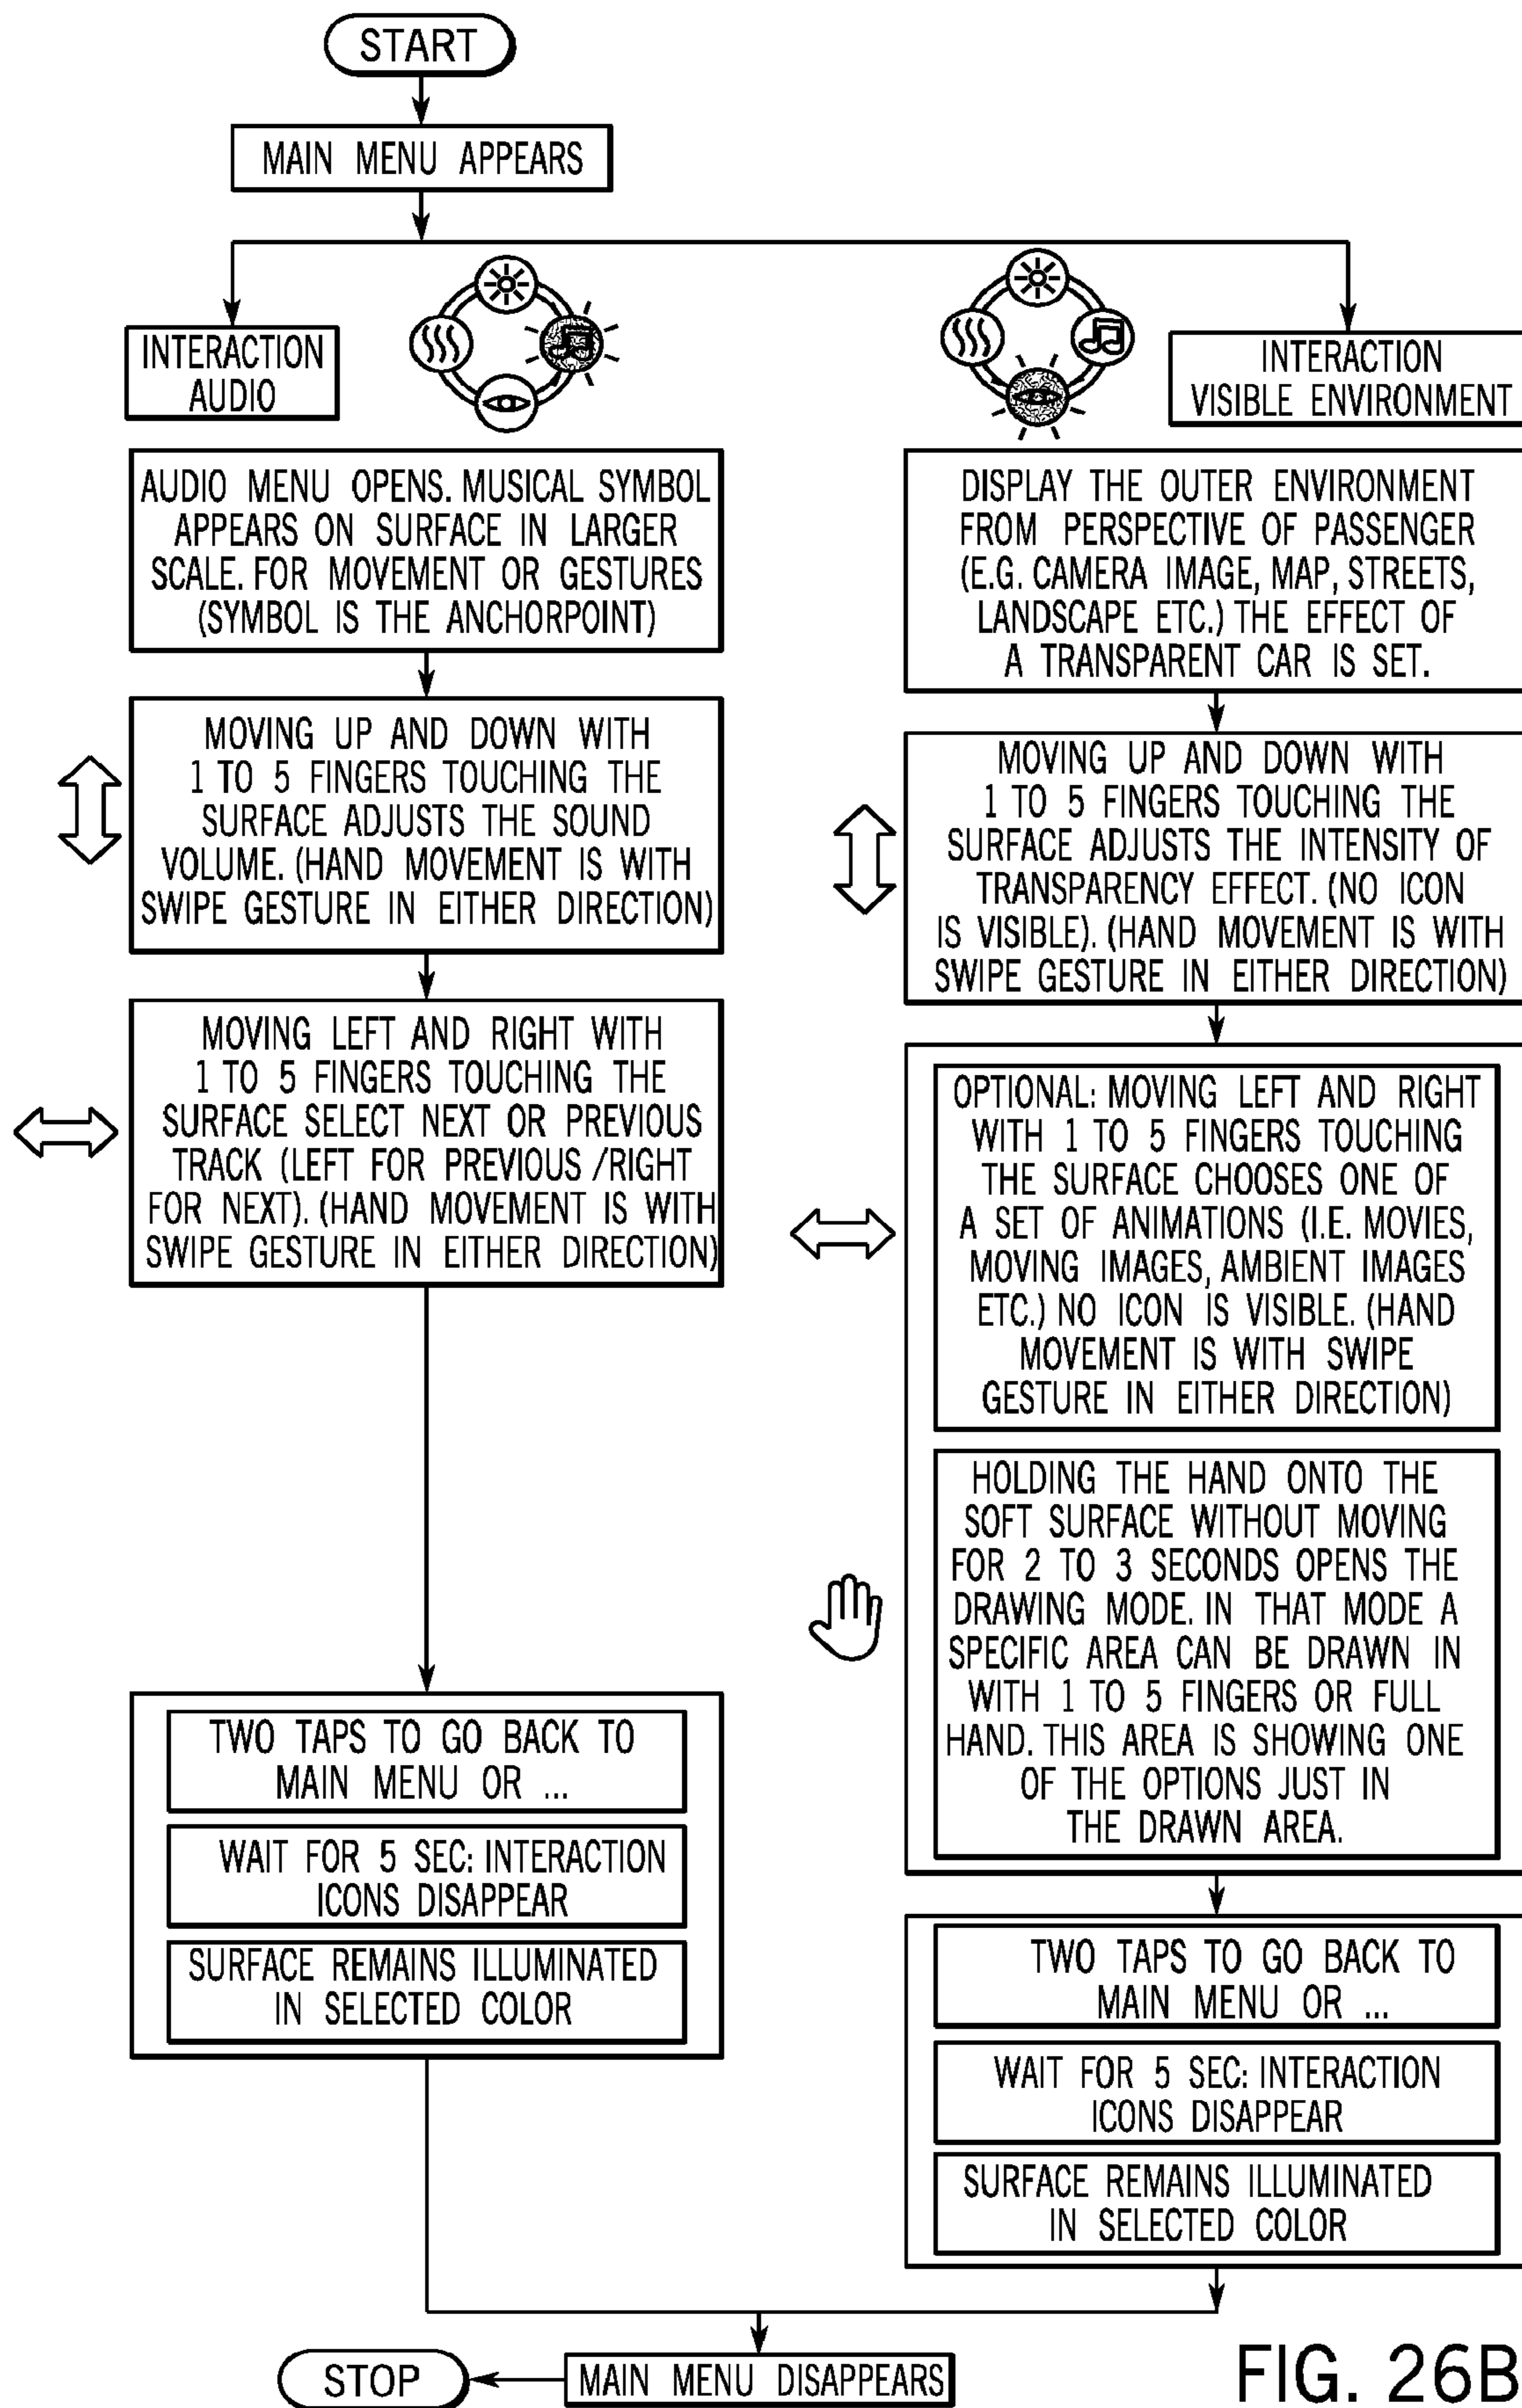 START
MAIN MENU APPEARS
INTERACTION
AUDIO
AUDIO MENU OPENS. MUSICAL SYMBOL
APPEARS ON SURFACE IN LARGER
SCALE. FOR MOVEMENT OR GESTURES
(SYMBOL IS THE ANCHORPOINT)
MOVING UP AND DOWN WITH
1 TO 5 FINGERS TOUCHING THE
SURFACE ADJUSTS THE SOUND
VOLUME. (HAND MOVEMENT IS WITH
SWIPE GESTURE IN EITHER DIRECTION)
MOVING LEFT AND RIGHT WITH
1 TO 5 FINGERS TOUCHING THE
SURFACE SELECT NEXT OR PREVIOUS
TRACK (LEFT FOR PREVIOUS /RIGHT
FOR NEXT). (HAND MOVEMENT IS WITH
SWIPE GESTURE IN EITHER DIRECTION)
TWO TAPS TO GO BACK TO
MAIN MENU OR ...
WAIT FOR 5 SEC: INTERACTION
ICONS DISAPPEAR
SURFACE REMAINS ILLUMINATED
IN SELECTED COLOR
INTERACTION
VISIBLE ENVIRONMENT
DISPLAY THE OUTER ENVIRONMENT
FROM PERSPECTIVE OF PASSENGER
(E.G. CAMERA IMAGE, MAP, STREETS,
LANDSCAPE ETC.) THE EFFECT OF
A TRANSPARENT CAR IS SET.
MOVING UP AND DOWN WITH
1 TO 5 FINGERS TOUCHING THE
SURFACE ADJUSTS THE INTENSITY OF
TRANSPARENCY EFFECT. (NO ICON
IS VISIBLE). (HAND MOVEMENT IS WITH
SWIPE GESTURE IN EITHER DIRECTION)
OPTIONAL: MOVING LEFT AND RIGHT
WITH 1 TO 5 FINGERS TOUCHING
THE SURFACE CHOOSES ONE OF
A SET OF ANIMATIONS (I.E. MOVIES,
MOVING IMAGES, AMBIENT IMAGES
ETC.) NO ICON IS VISIBLE. (HAND
MOVEMENT IS WITH SWIPE
GESTURE IN EITHER DIRECTION)
HOLDING THE HAND ONTO THE
SOFT SURFACE WITHOUT MOVING
FOR 2 TO 3 SECONDS OPENS THE
DRAWING MODE. IN THAT MODE A
SPECIFIC AREA CAN BE DRAWN IN
WITH 1 TO 5 FINGERS OR FULL
HAND. THIS AREA IS SHOWING ONE
OF THE OPTIONS JUST IN
THE DRAWN AREA.
TWO TAPS TO GO BACK TO
MAIN MENU OR ...
WAIT FOR 5 SEC: INTERACTION
ICONS DISAPPEAR
SURFACE REMAINS ILLUMINATED
IN SELECTED COLOR
MAIN MENU DISAPPEARS
STOP
FIG. 26B